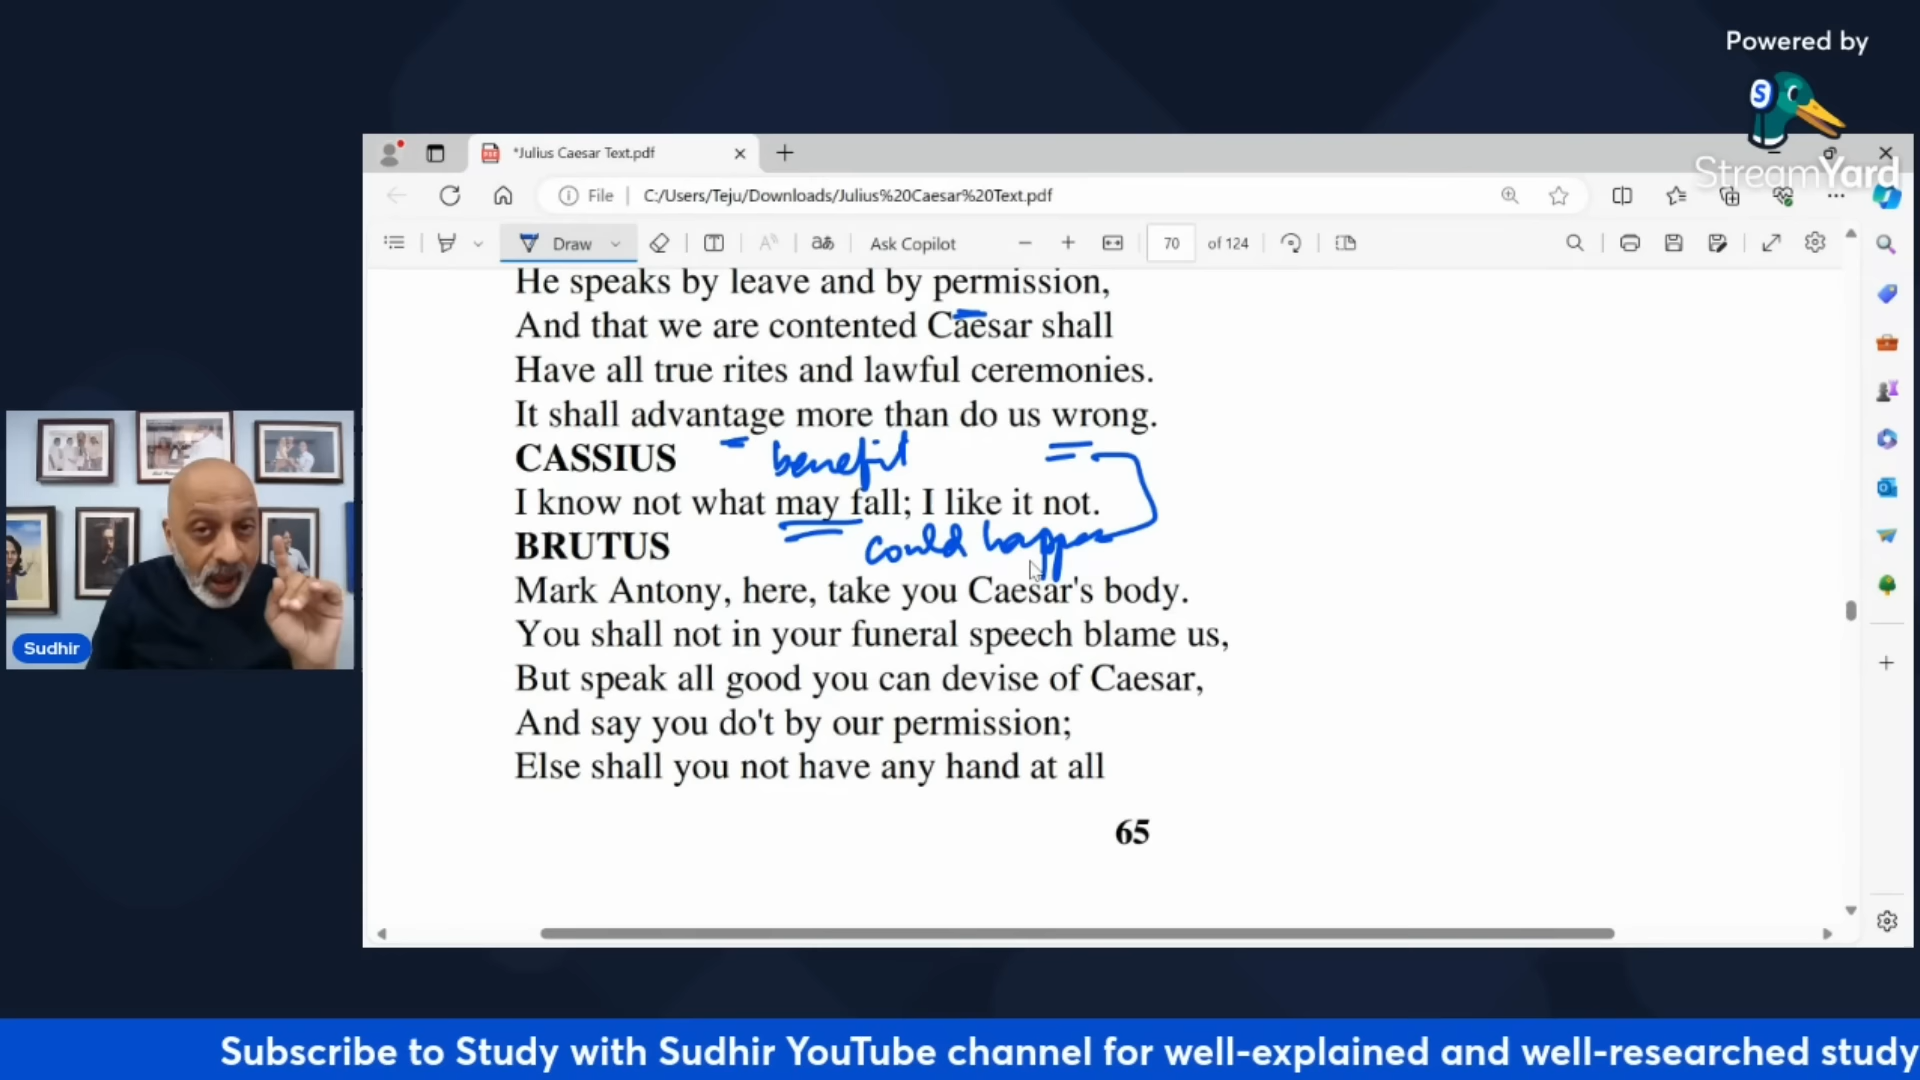 Powered by
S
StreamYard
*Julius Caesar Text.pdf
File
C:/Users/Teju/Downloads/Julius%20Caesar%20Text.pdf
Draw
aあ
Ask Copilot
70
of 124
He speaks by leave and by permission,
And that we are contented Caesar shall
Have all true rites and lawful ceremonies.
It shall advantage more than do us wrong.
CASSIUS
benefit
I know not what may fall; I like it not.
BRUTUS
could happen
Mark Antony, here, take you Caesar's body.
You shall not in your funeral speech blame us,
But speak all good you can devise of Caesar,
And say you do't by our permission;
Else shall you not have any hand at all
65
Sudhir
Subscribe to Study with Sudhir YouTube channel for well-explained and well-researched study